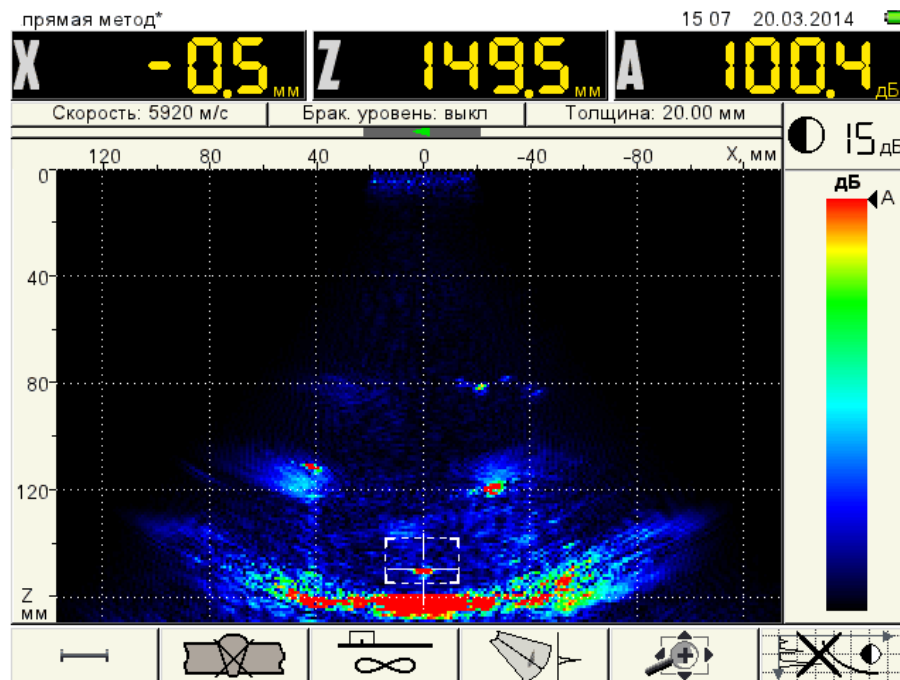 прямая метод*
15 07 20.03.2014
X -0.5 мм Z 149.5 мм A 100.4 дБ
Скорость: 5920 м/с Брак. уровень: выкл Толщина: 20.00 мм
15 дБ
120 80 40 0 -40 -80 X, мм
0
40
80
120
Z
мм
дБ
A